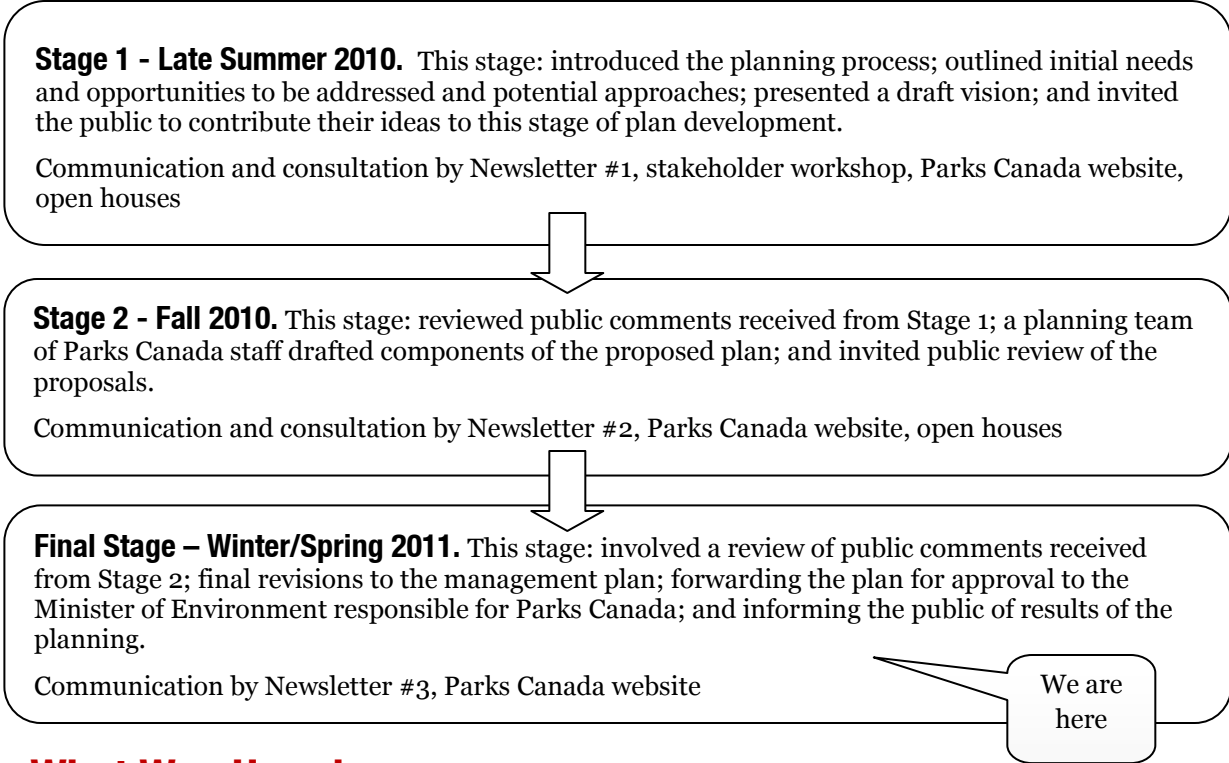 Stage 1 - Late Summer 2010. This stage: introduced the planning process; outlined initial needs
and opportunities to be addressed and potential approaches; presented a draft vision; and invited
the public to contribute their ideas to this stage of plan development.
Communication and consultation by Newsletter #1, stakeholder workshop, Parks Canada website,
open houses
Stage 2 - Fall 2010. This stage: reviewed public comments received from Stage 1; a planning team
of Parks Canada staff drafted components of the proposed plan; and invited public review of the
proposals.
Communication and consultation by Newsletter #2, Parks Canada website, open houses
Final Stage – Winter/Spring 2011. This stage: involved a review of public comments received
from Stage 2; final revisions to the management plan; forwarding the plan for approval to the
Minister of Environment responsible for Parks Canada; and informing the public of results of the
planning.
Communication by Newsletter #3, Parks Canada website
We are
here